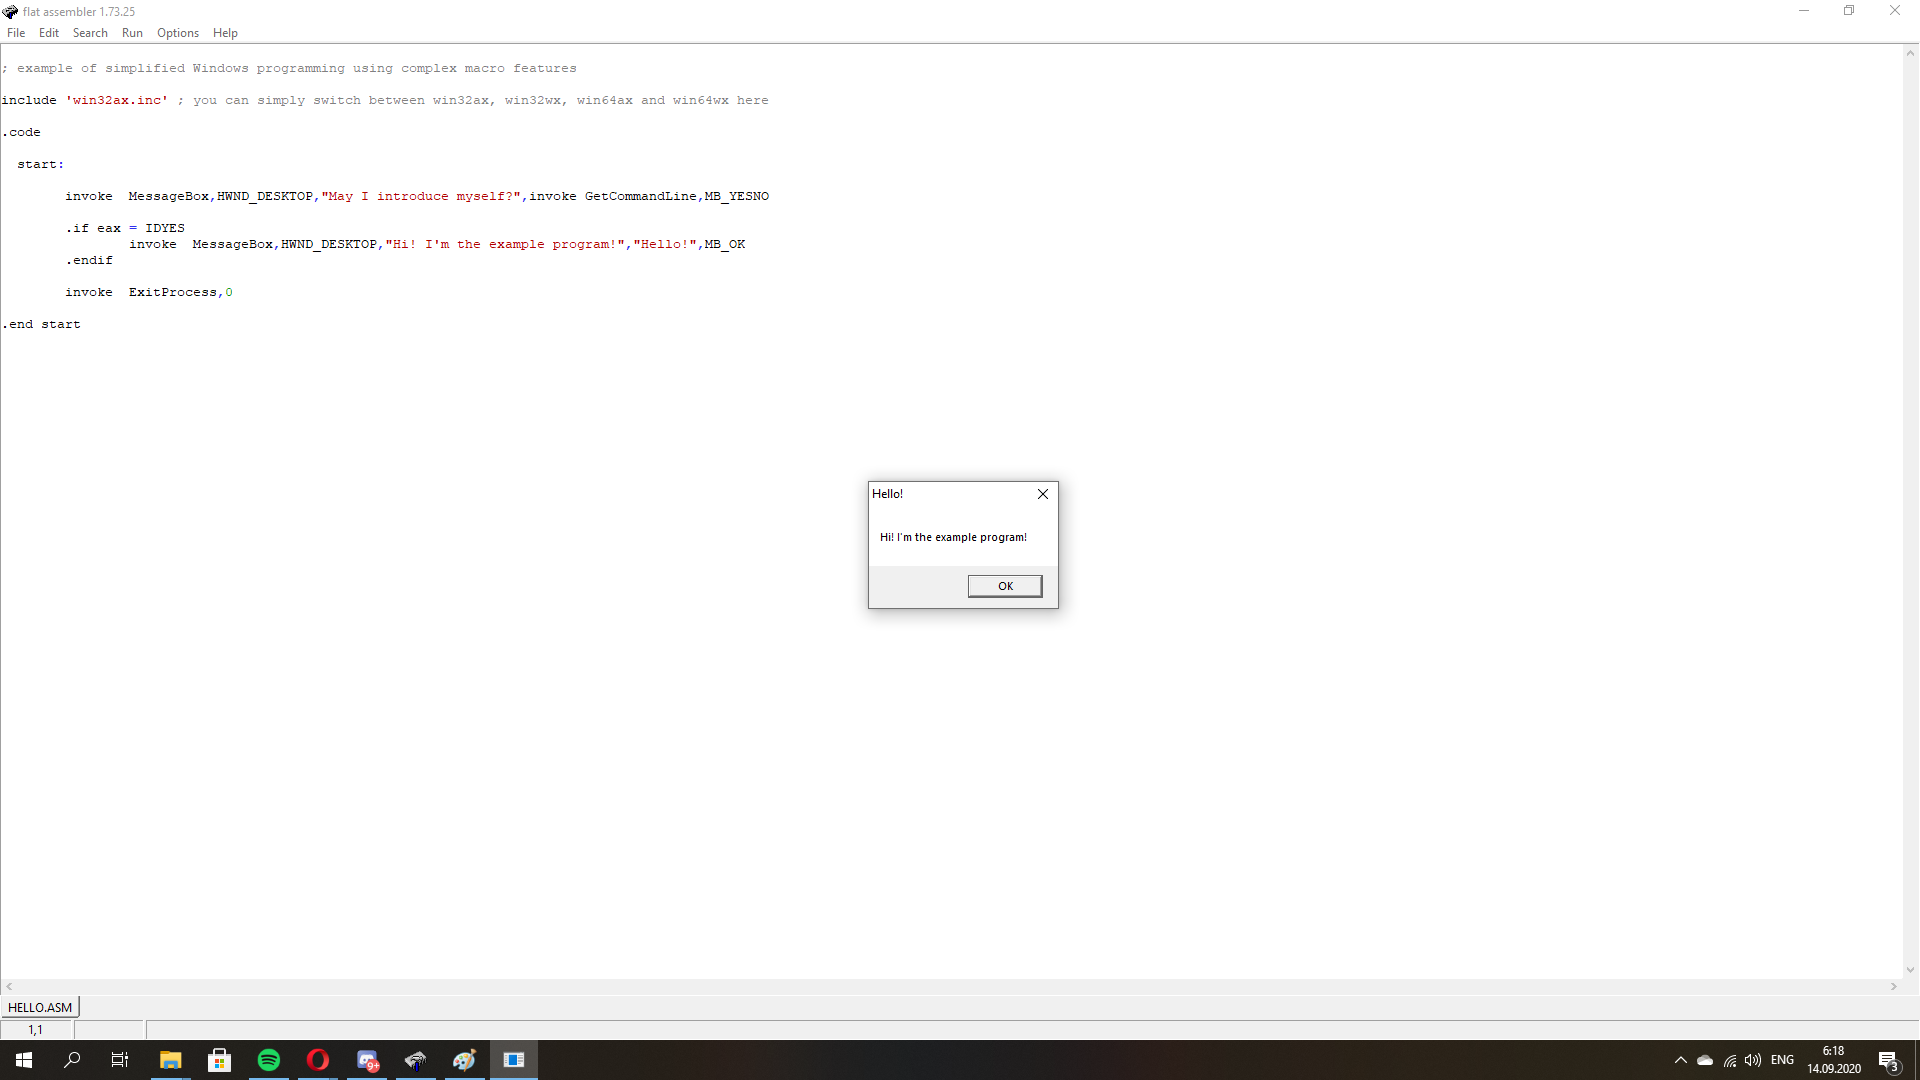 flat assembler 1.73.25
File Edit Search Run Options Help
; example of simplified Windows programming using complex macro features
include 'win32ax.inc' ; you can simply switch between win32ax, win32wx, win64ax and win64wx here
.code
start:
invoke MessageBox,HWND_DESKTOP,"May I introduce myself?",invoke GetCommandLine,MB_YESNO
.if eax = IDYES
invoke MessageBox,HWND_DESKTOP,"Hi! I'm the example program!","Hello!",MB_OK
.endif
invoke ExitProcess,0
.end start
Hello!
Hi! I'm the example program!
OK
HELLO.ASM
1,1
9+
ENG
6:18
14.09.2020
3